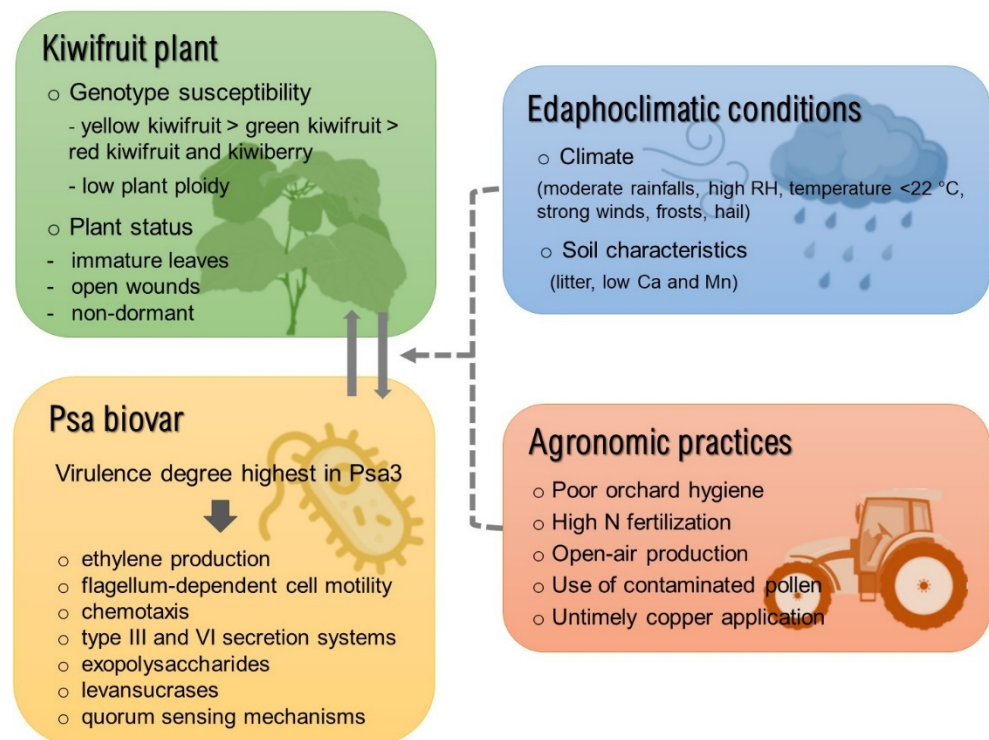 Kiwifruit plant
o Genotype susceptibility
- yellow kiwifruit > green kiwifruit >
red kiwifruit and kiwiberry
- low plant ploidy
o Plant status
- immature leaves
- open wounds
- non-dormant
Psa biovar
Virulence degree highest in Psa3
o ethylene production
o flagellum-dependent cell motility
o chemotaxis
o type III and VI secretion systems
o exopolysaccharides
o levansucrases
o quorum sensing mechanisms
Edaphoclimatic conditions
o Climate
(moderate rainfalls, high RH, temperature <22 °C,
strong winds, frosts, hail)
o Soil characteristics
(litter, low Ca and Mn)
Agronomic practices
o Poor orchard hygiene
o High N fertilization
o Open-air production
o Use of contaminated pollen
o Untimely copper application